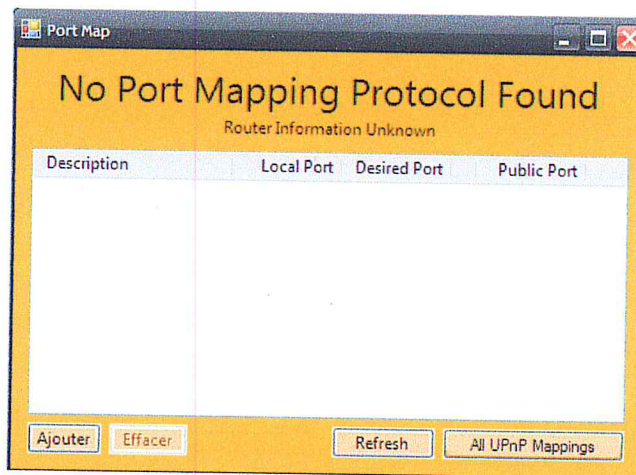 Port Map
No Port Mapping Protocol Found
Router Information Unknown
Description Local Port Desired Port Public Port
Ajouter Effacer Refresh All UPnP Mappings